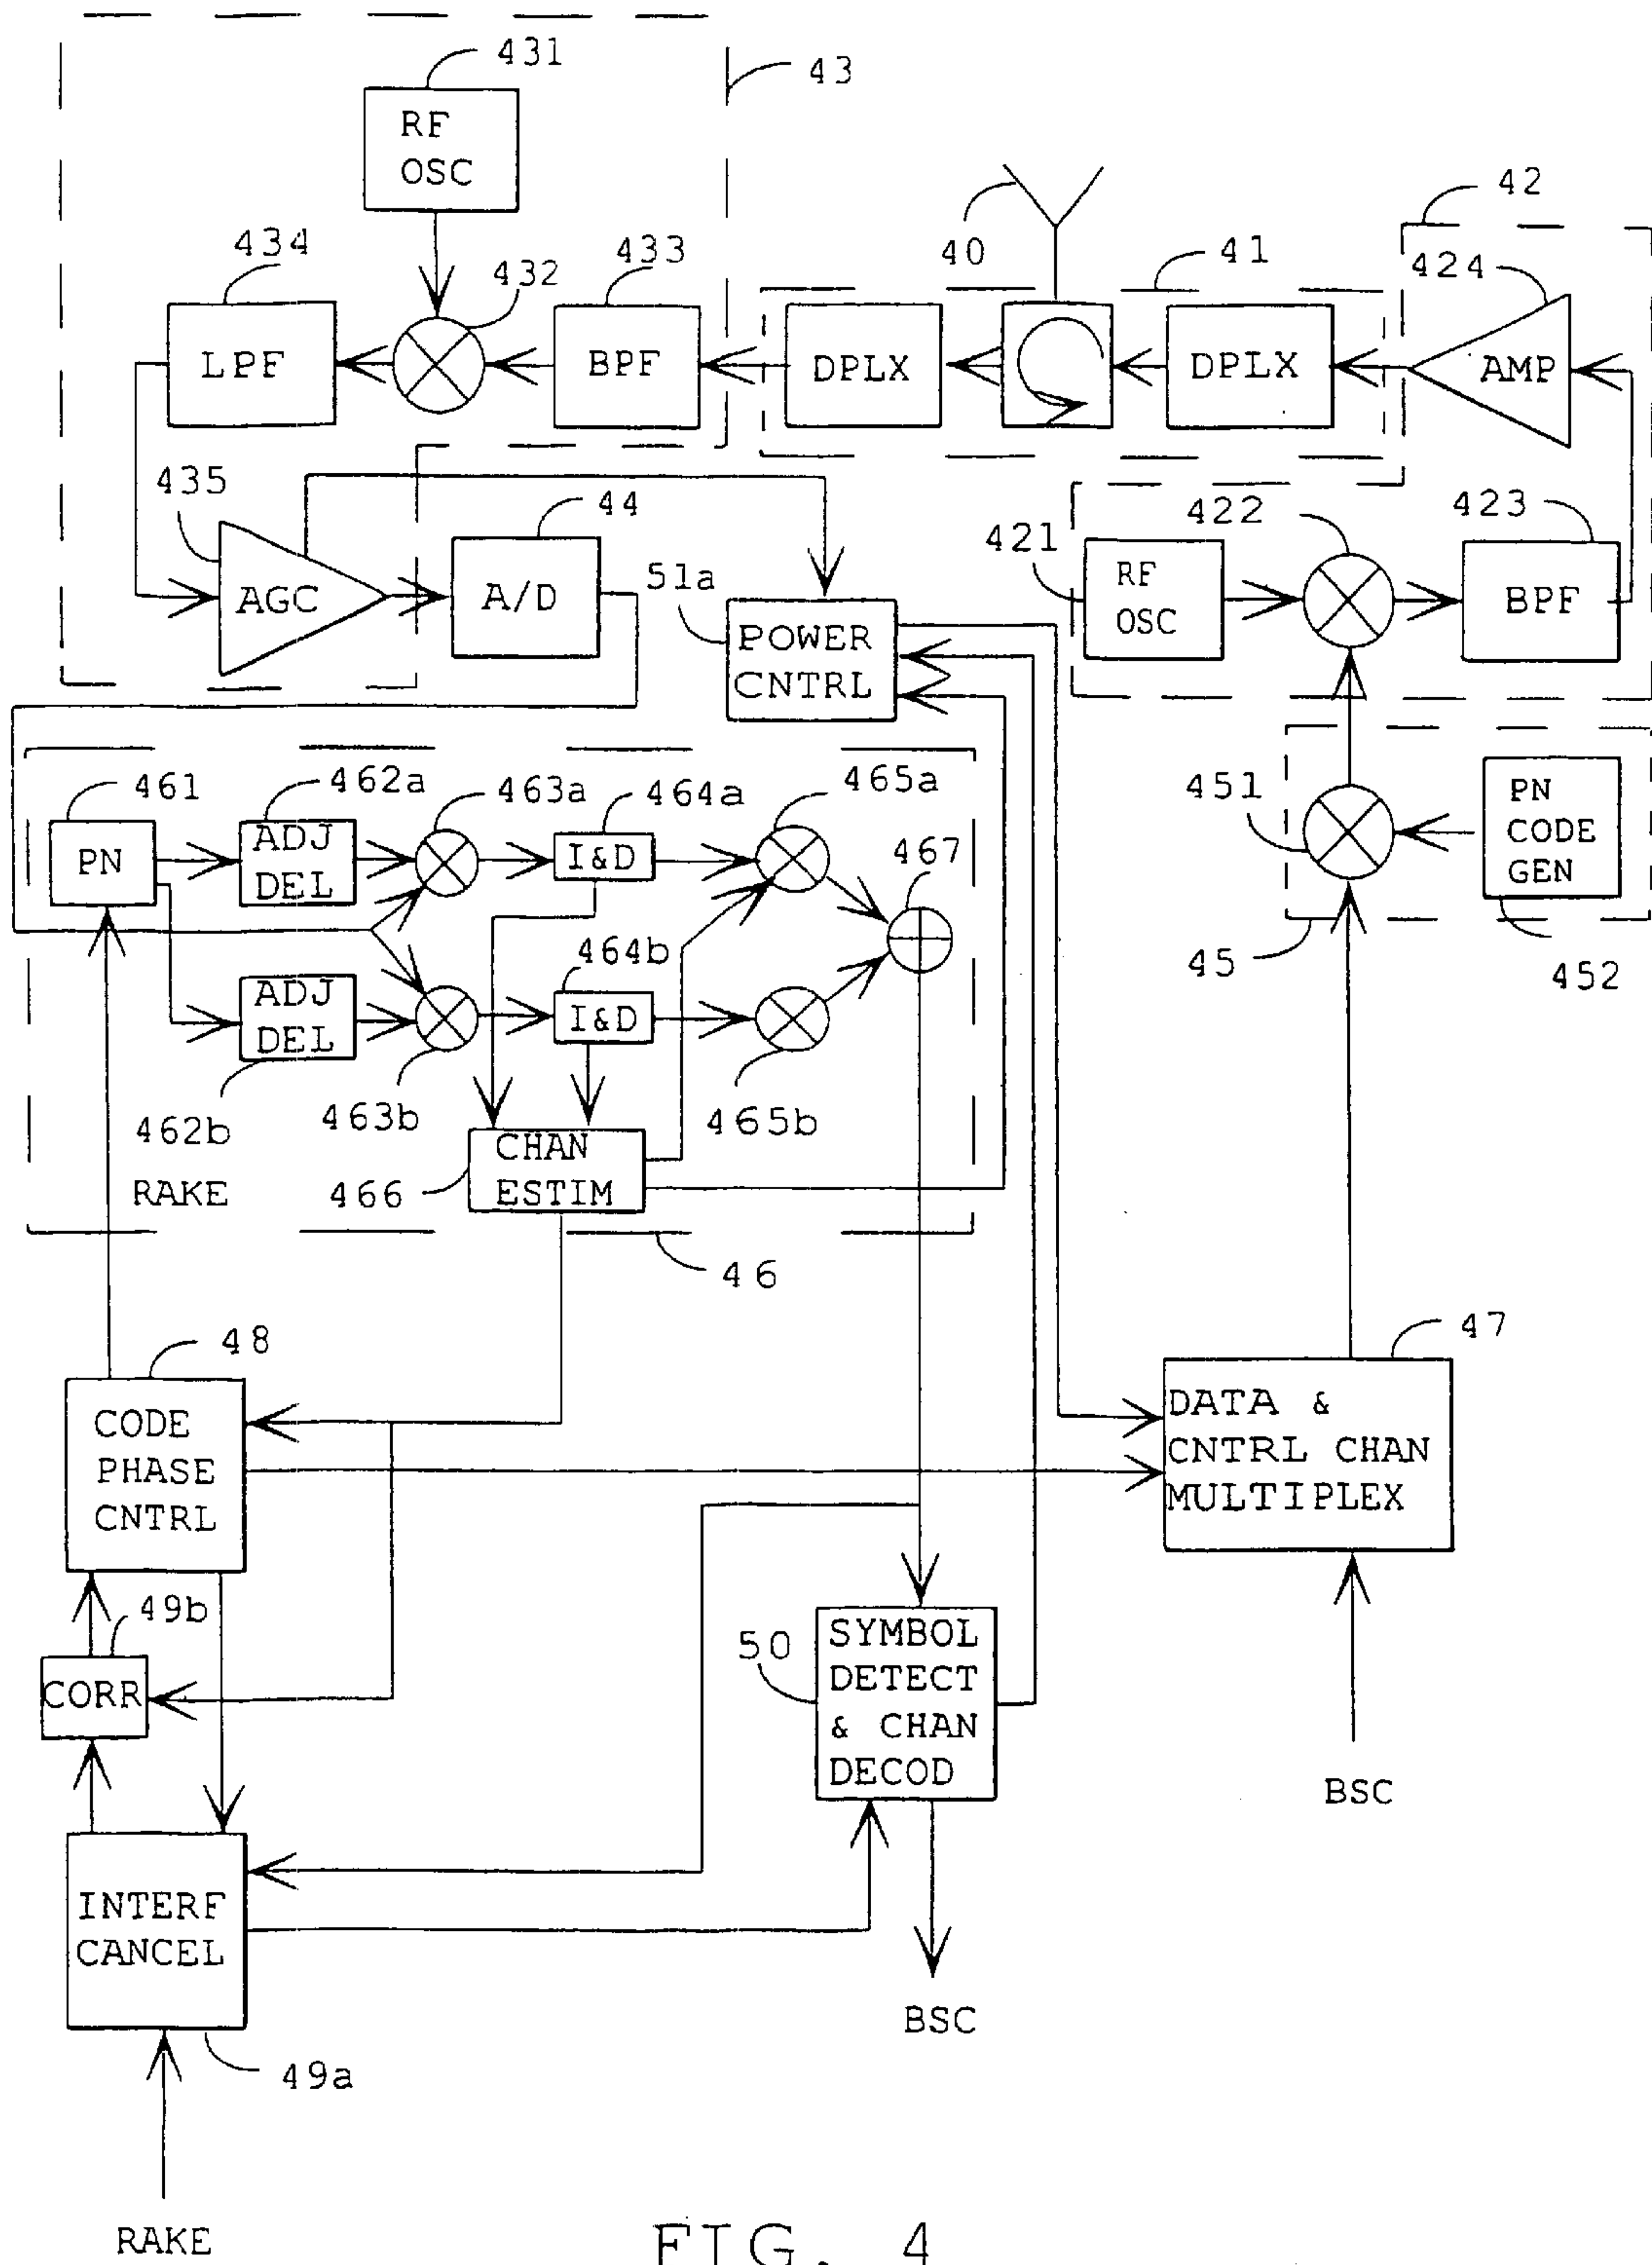 431
43
RF
OSC
42
40
41
424
434
432
433
LPF
BPF
DPLX
DPLX
AMP
435
44
422
423
421
51a
AGC
A/D
RF
OSC
BPF
POWER
CNTRL
461
462a
463a
464a
465a
467
451
PN
CODE
GEN
PN
ADJ
DEL
I&D
464b
45
452
ADJ
DEL
I&D
462b
463b
465b
CHAN
ESTIM
RAKE
466
46
48
47
CODE
PHASE
CNTRL
DATA &
CNTRL CHAN
MULTIPLEX
49b
50
SYMBOL
DETECT
& CHAN
DECOD
CORR
BSC
INTERF
CANCEL
BSC
49a
RAKE
FIG. 4